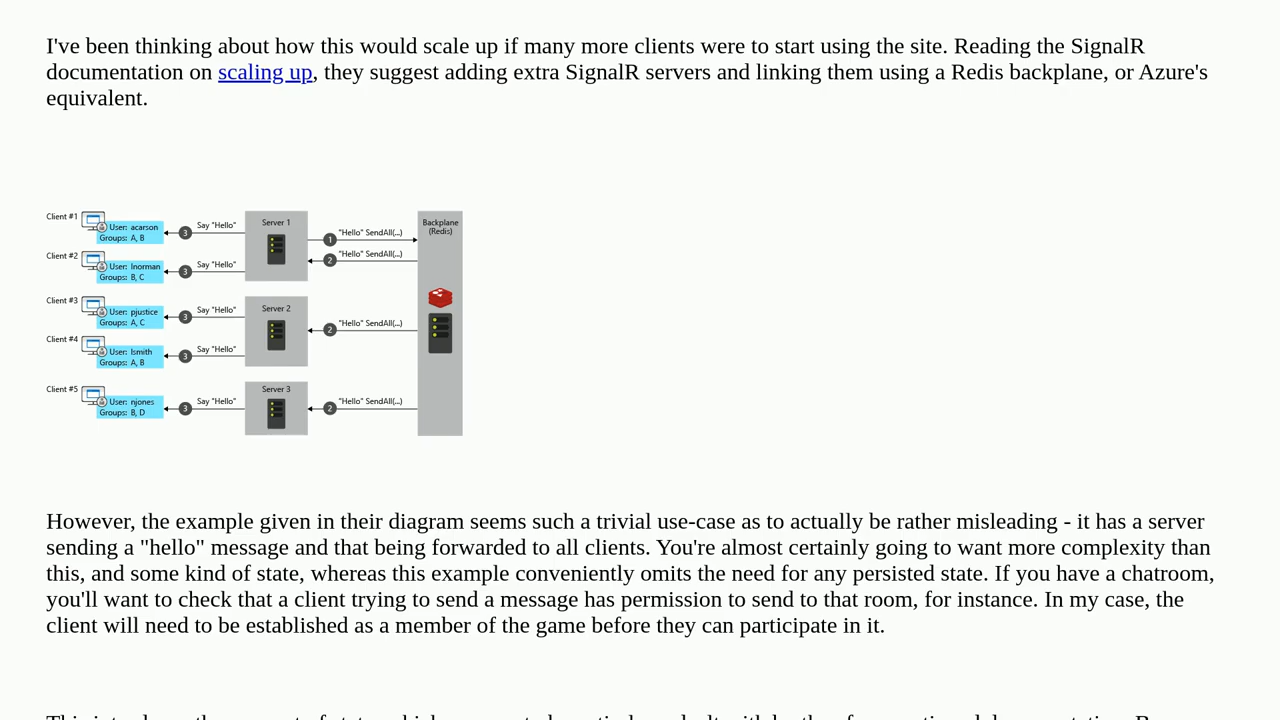 I've been thinking about how this would scale up if many more clients were to start using the site. Reading the SignalR
documentation on scaling up, they suggest adding extra SignalR servers and linking them using a Redis backplane, or Azure's
equivalent.
Client #1
User: acarson
Groups: A, B
3
Say "Hello"
Server 1
1
"Hello" SendAll(...)
2
"Hello" SendAll(...)
Backplane
(Redis)
Client #2
User: lnorman
Groups: B, C
3
Say "Hello"
Client #3
User: pjustice
Groups: A, C
3
Say "Hello"
Server 2
2
"Hello" SendAll(...)
Client #4
User: lsmith
Groups: A, B
3
Say "Hello"
Client #5
User: njones
Groups: B, D
3
Say "Hello"
Server 3
2
"Hello" SendAll(...)
However, the example given in their diagram seems such a trivial use-case as to actually be rather misleading - it has a server
sending a "hello" message and that being forwarded to all clients. You're almost certainly going to want more complexity than
this, and some kind of state, whereas this example conveniently omits the need for any persisted state. If you have a chatroom,
you'll want to check that a client trying to send a message has permission to send to that room, for instance. In my case, the
client will need to be established as a member of the game before they can participate in it.